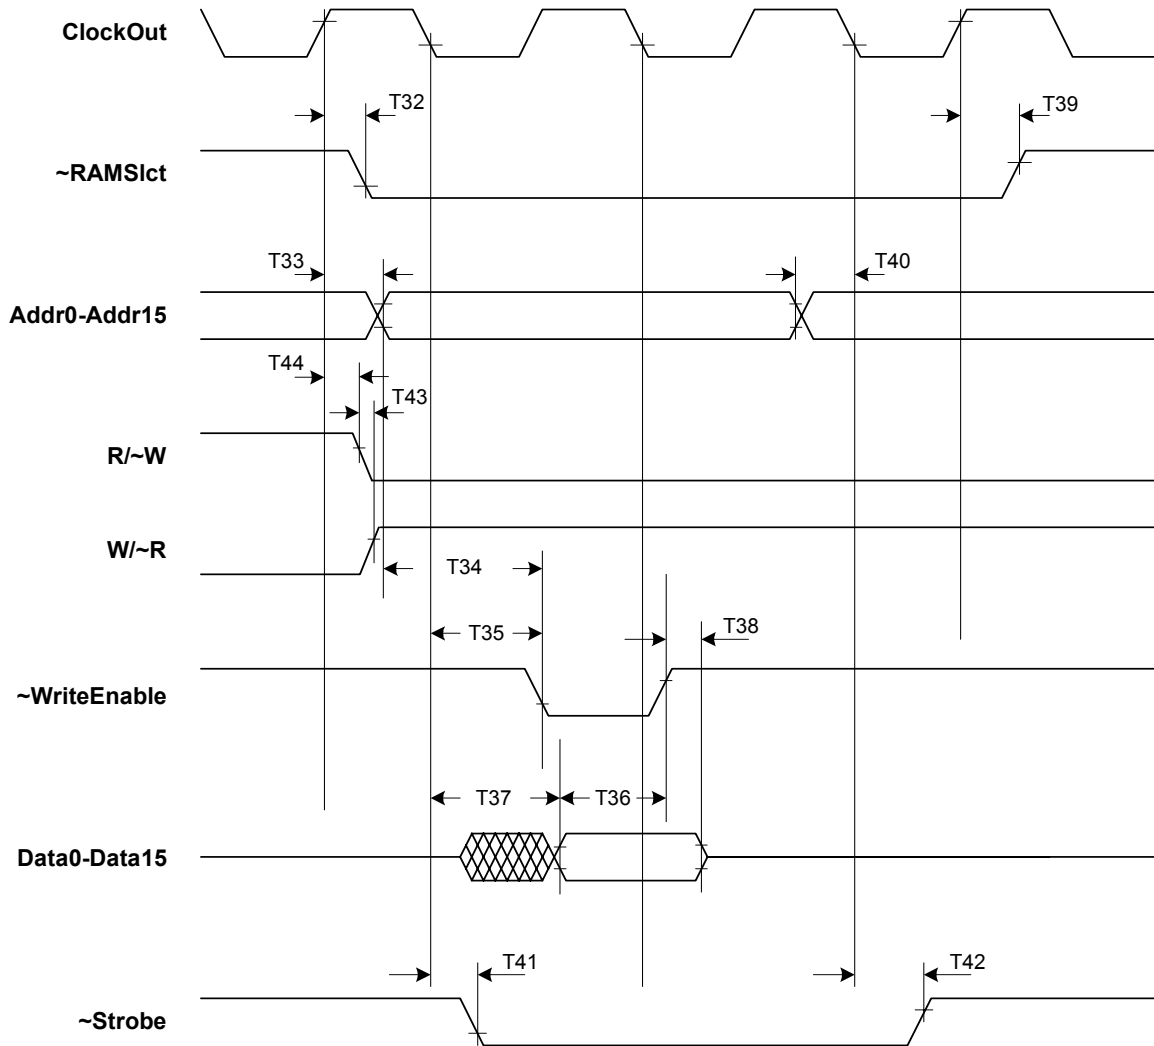 ClockOut
T32
T39
~RAMSlct
T33
T40
Addr0-Addr15
T44
T43
R/~W
W/~R
T34
T35
T38
~WriteEnable
T37
T36
Data0-Data15
T41
T42
~Strobe